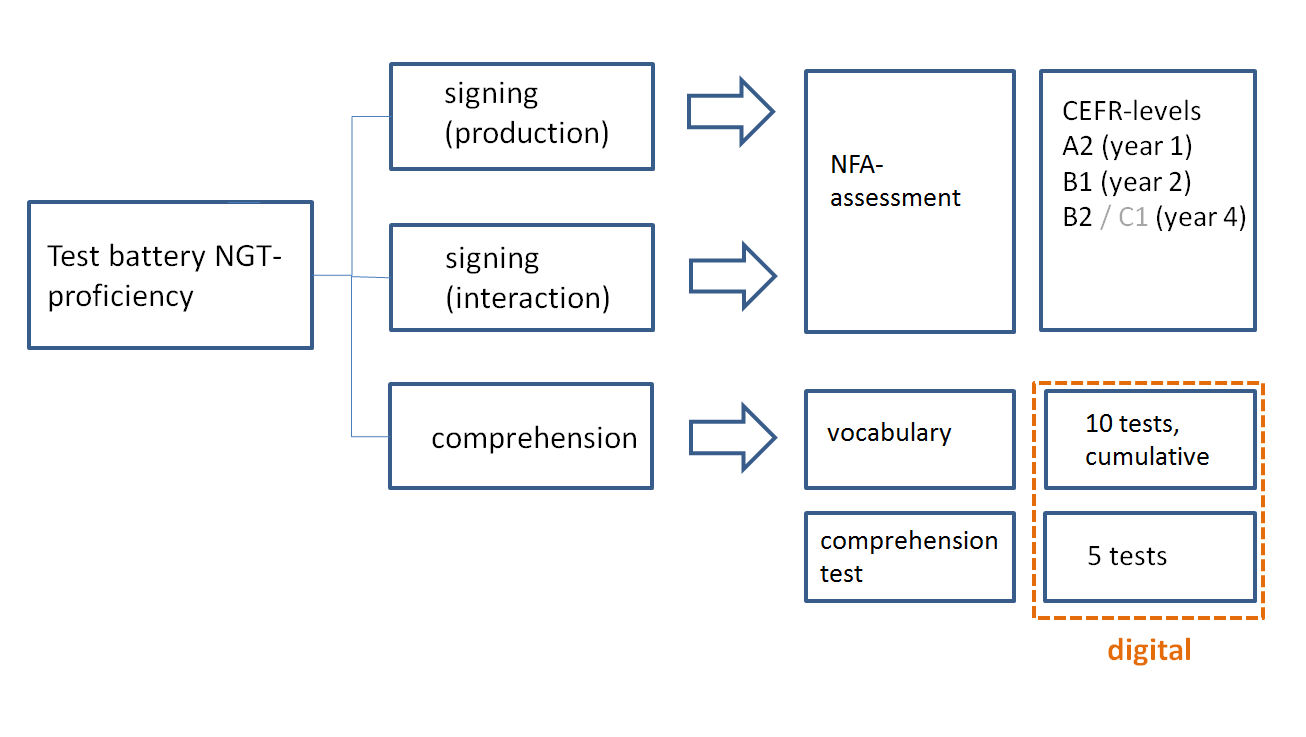 Test battery NGT-
proficiency
signing
(production)
signing
(interaction)
comprehension
NFA-
assessment
CEFR-levels
A2 (year 1)
B1 (year 2)
B2 / C1 (year 4)
vocabulary
10 tests,
cumulative
comprehension
test
5 tests
digital